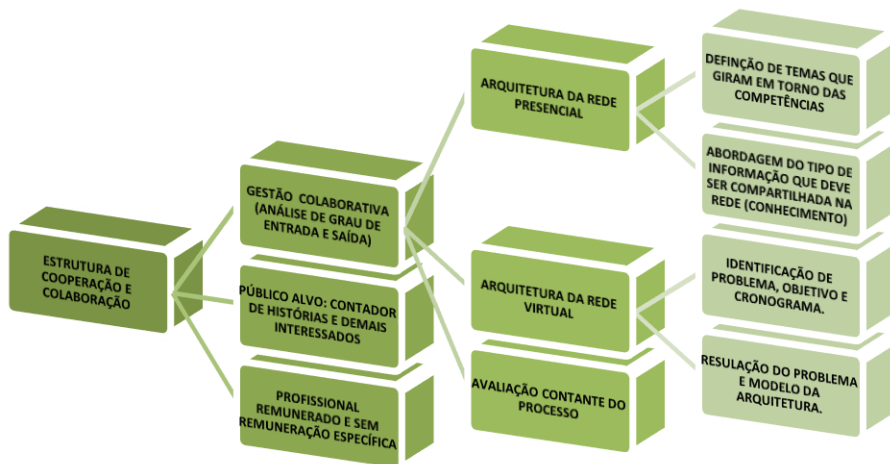 ESTRUTURA DE
COOPERAÇÃO E
COLABORAÇÃO
GESTÃO COLABORATIVA
(ANÁLISE DE GRAU DE
ENTRADA E SAÍDA)
PÚBLICO ALVO: CONTADOR
DE HISTÓRIAS E DEMAIS
INTERESSADOS
PROFISSIONAL
REMUNERADO E SEM
REMUNERAÇÃO ESPECÍFICA
ARQUITETURA DA REDE
PRESENCIAL
ARQUITETURA DA REDE
VIRTUAL
AVALIAÇÃO CONTANTE DO
PROCESSO
DEFINÇÃO DE TEMAS QUE
GIRAM EM TORNO DAS
COMPETÊNCIAS
ABORDAGEM DO TIPO DE
INFORMAÇÃO QUE DEVE
SER COMPARTILHADA NA
REDE (CONHECIMENTO)
IDENTIFICAÇÃO DE
PROBLEMA, OBJETIVO E
CRONOGRAMA.
RESULAÇÃO DO PROBLEMA
E MODELO DA
ARQUITETURA.